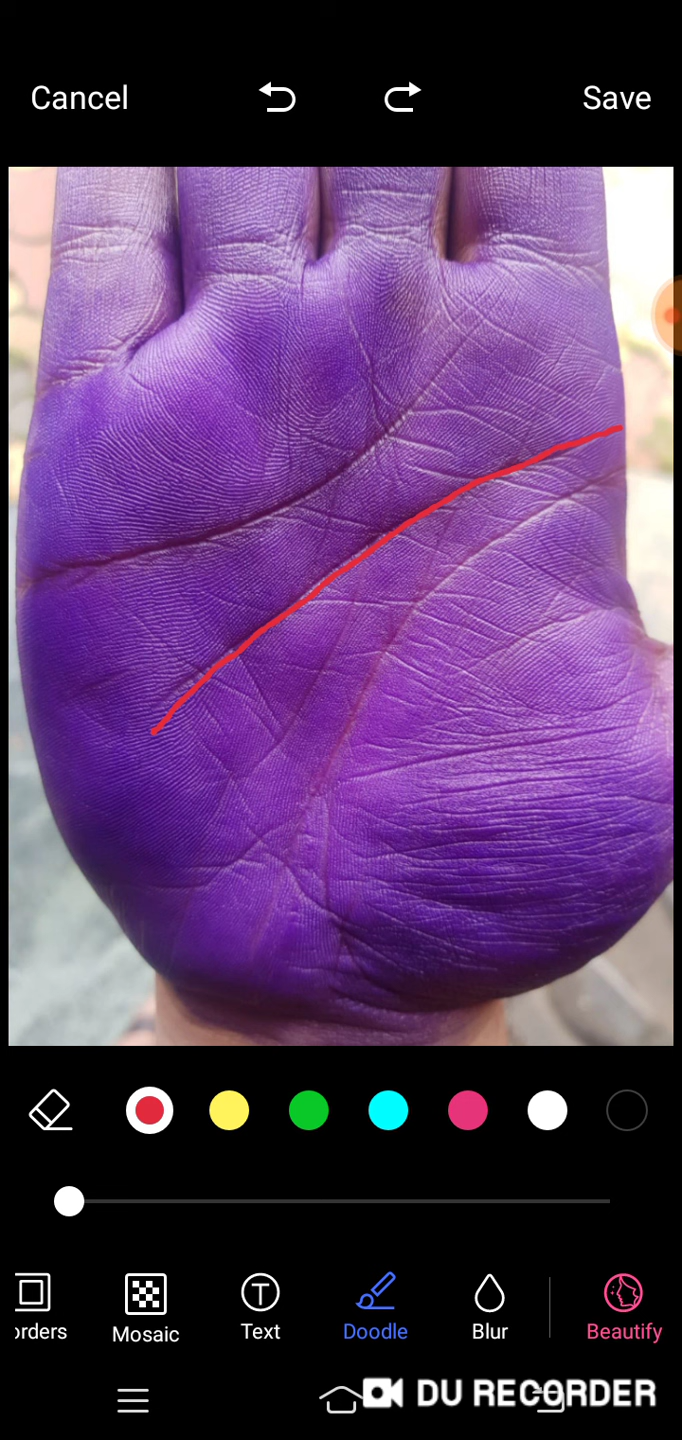 Cancel
Save
orders
Mosaic
Text
Doodle
Blur
Beautify
DU RECORDER